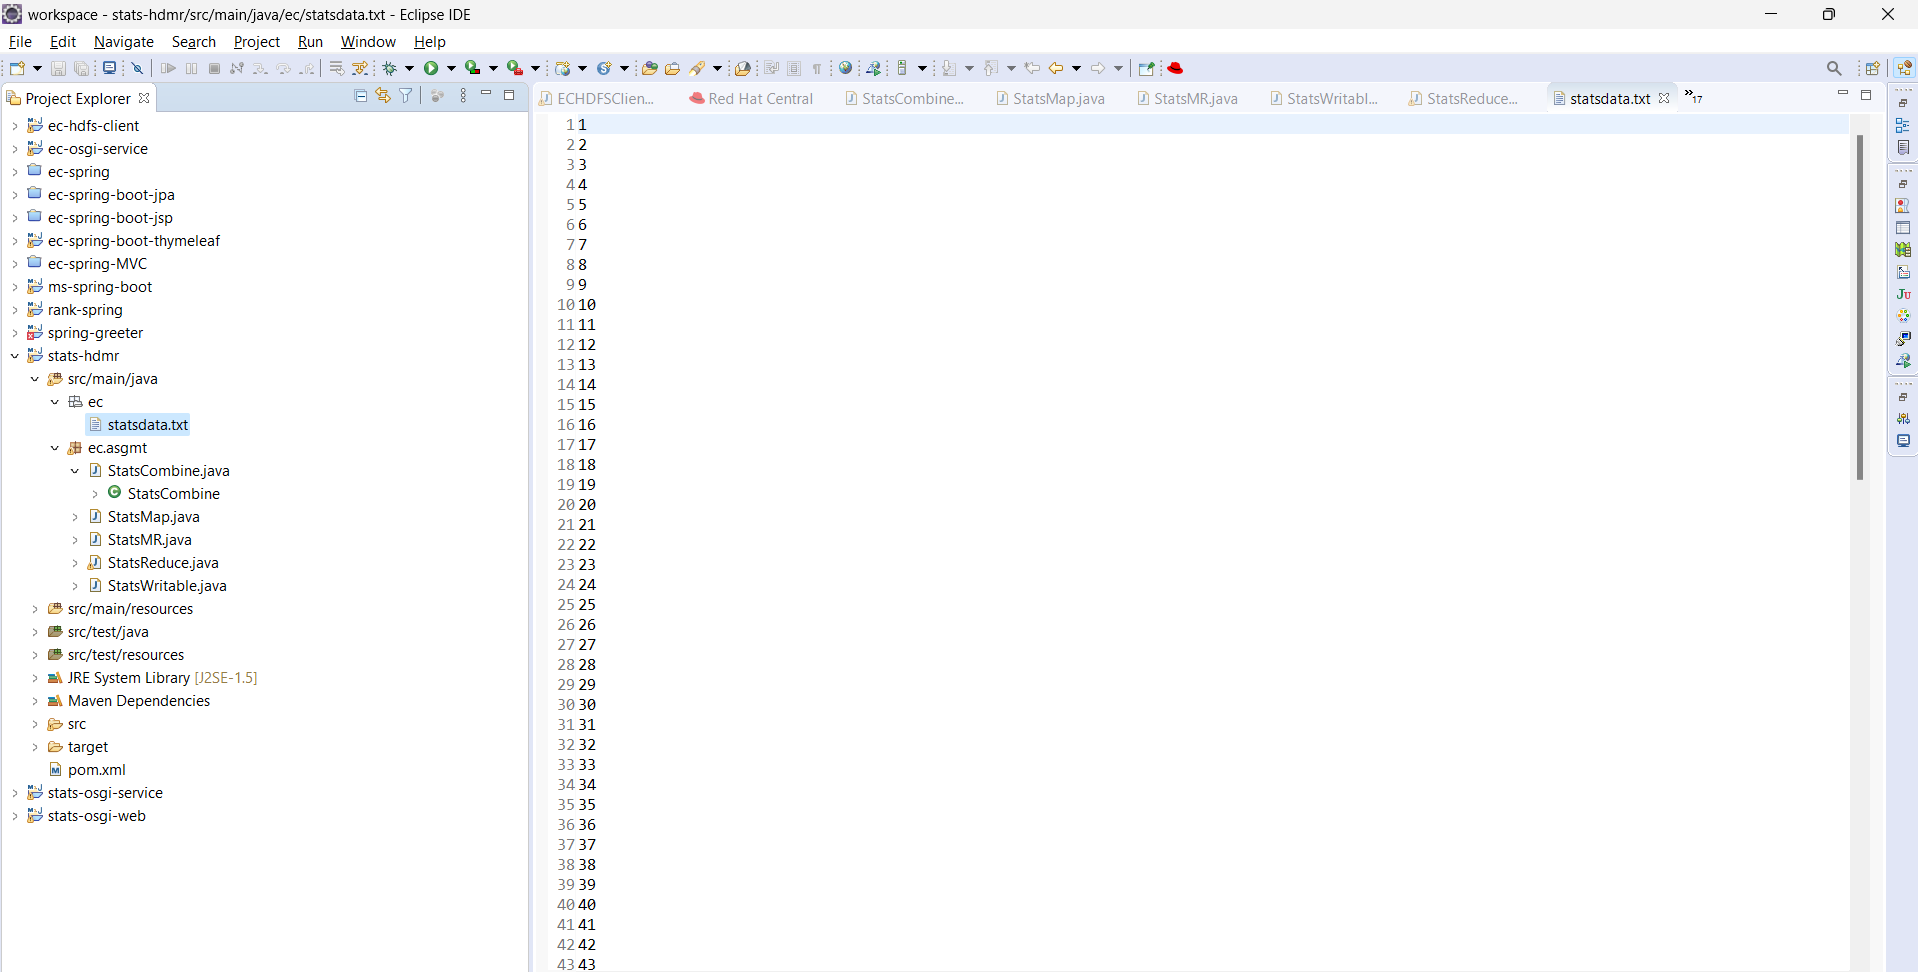 workspace - stats-hdmr/src/main/java/ec/statsdata.txt - Eclipse IDE
File Edit Navigate Search Project Run Window Help
Project Explorer
ECHDFSClien... Red Hat Central StatsCombine... StatsMap.java StatsMR.java StatsWritabl... StatsReduce... statsdata.txt »17
ec-hdfs-client
ec-osgi-service
ec-spring
ec-spring-boot-jpa
ec-spring-boot-jsp
ec-spring-boot-thymeleaf
ec-spring-MVC
ms-spring-boot
rank-spring
spring-greeter
stats-hdmr
src/main/java
ec
statsdata.txt
ec.asgmt
StatsCombine.java
StatsCombine
StatsMap.java
StatsMR.java
StatsReduce.java
StatsWritable.java
src/main/resources
src/test/java
src/test/resources
JRE System Library [J2SE-1.5]
Maven Dependencies
src
target
pom.xml
stats-osgi-service
stats-osgi-web
1 1
2 2
3 3
4 4
5 5
6 6
7 7
8 8
9 9
10 10
11 11
12 12
13 13
14 14
15 15
16 16
17 17
18 18
19 19
20 20
21 21
22 22
23 23
24 24
25 25
26 26
27 27
28 28
29 29
30 30
31 31
32 32
33 33
34 34
35 35
36 36
37 37
38 38
39 39
40 40
41 41
42 42
43 43